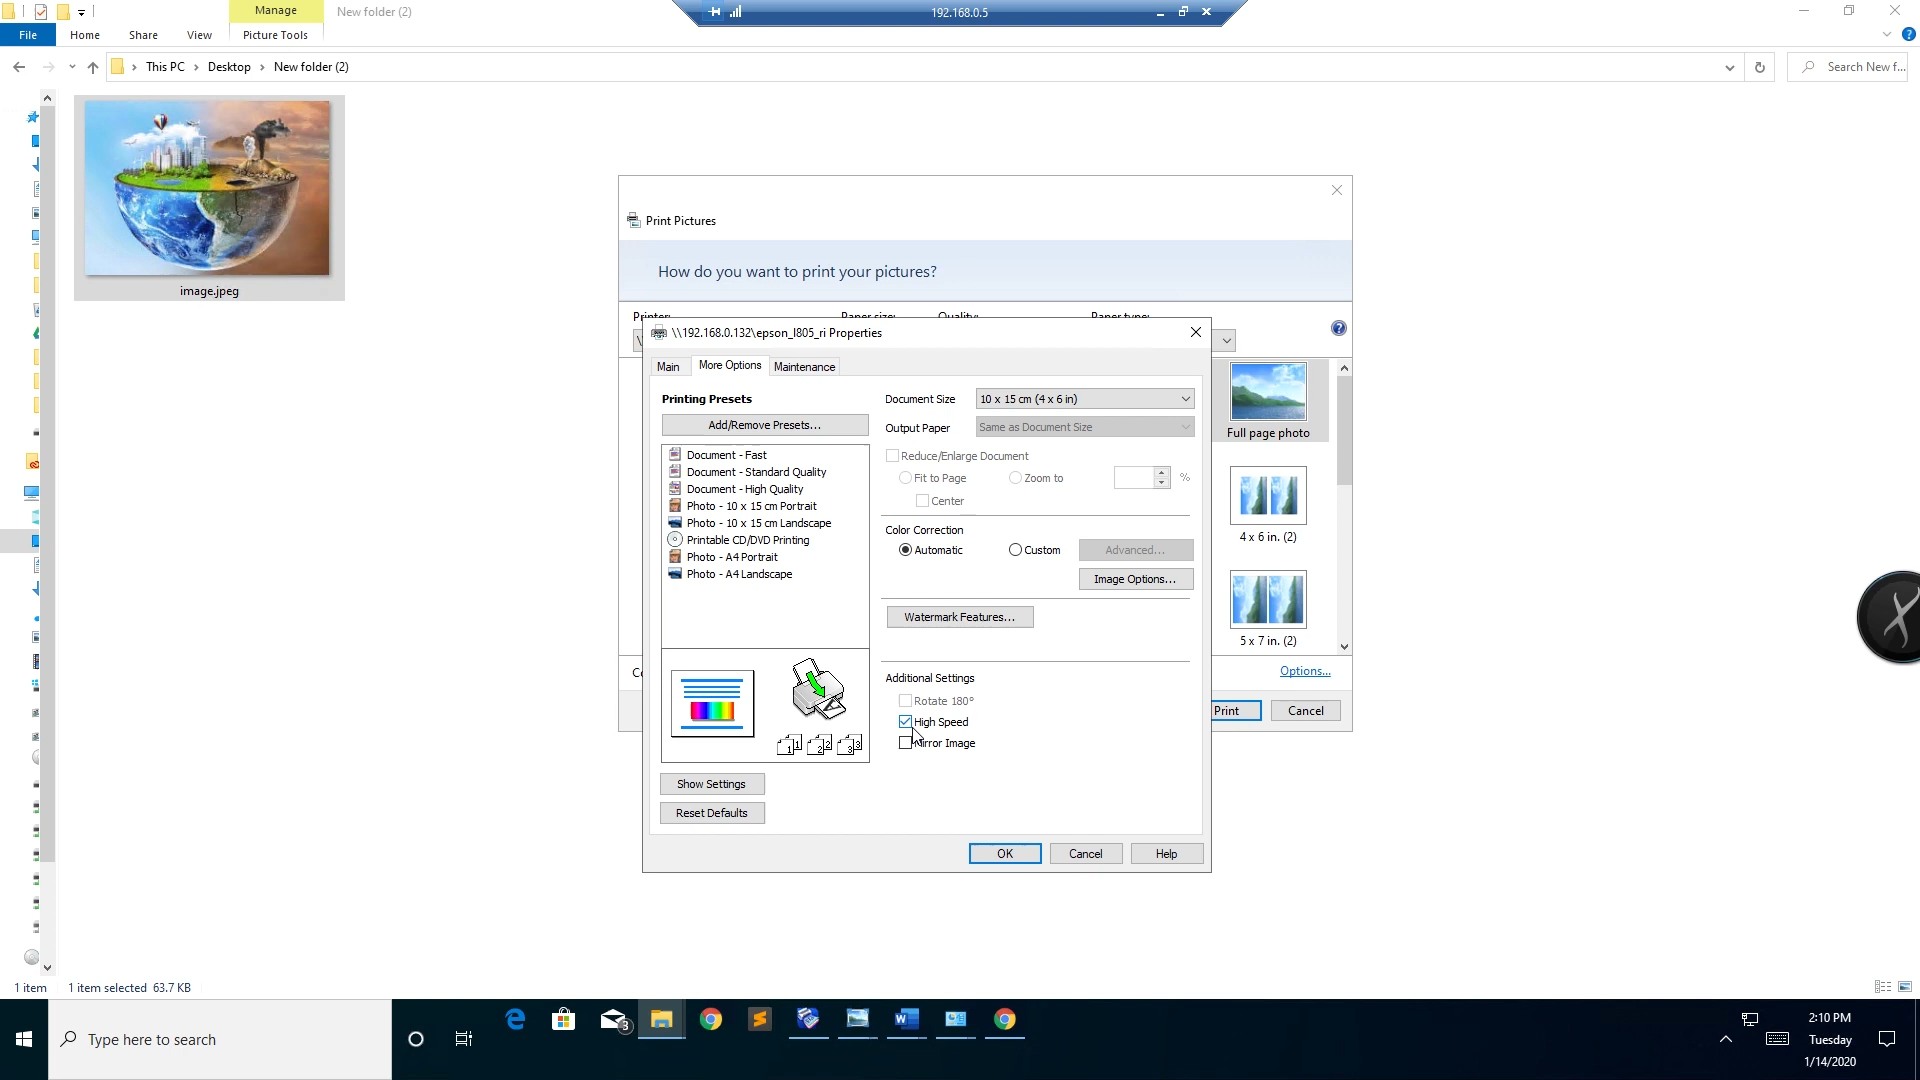 Manage
New folder (2)
192.168.0.5
File
Home
Share
View
Picture Tools
This PC
Desktop
New folder (2)
Search New f...
image.jpeg
Print Pictures
How do you want to print your pictures?
Printer:
Paper size:
Quality:
Paper type:
\\192.168.0.132\epson_l805_ri Properties
Main
More Options
Maintenance
Printing Presets
Add/Remove Presets...
Document - Fast
Document - Standard Quality
Document - High Quality
Photo - 10 x 15 cm Portrait
Photo - 10 x 15 cm Landscape
Printable CD/DVD Printing
Photo - A4 Portrait
Photo - A4 Landscape
Show Settings
Reset Defaults
Document Size
10 x 15 cm (4 x 6 in)
Output Paper
Same as Document Size
Reduce/Enlarge Document
Fit to Page
Zoom to
%
Center
Color Correction
Automatic
Custom
Advanced...
Image Options...
Watermark Features...
Additional Settings
Rotate 180°
High Speed
Mirror Image
OK
Cancel
Help
Full page photo
4 x 6 in. (2)
5 x 7 in. (2)
Options...
Print
Cancel
1 item
1 item selected 63.7 KB
Type here to search
3
2:10 PM
Tuesday
1/14/2020